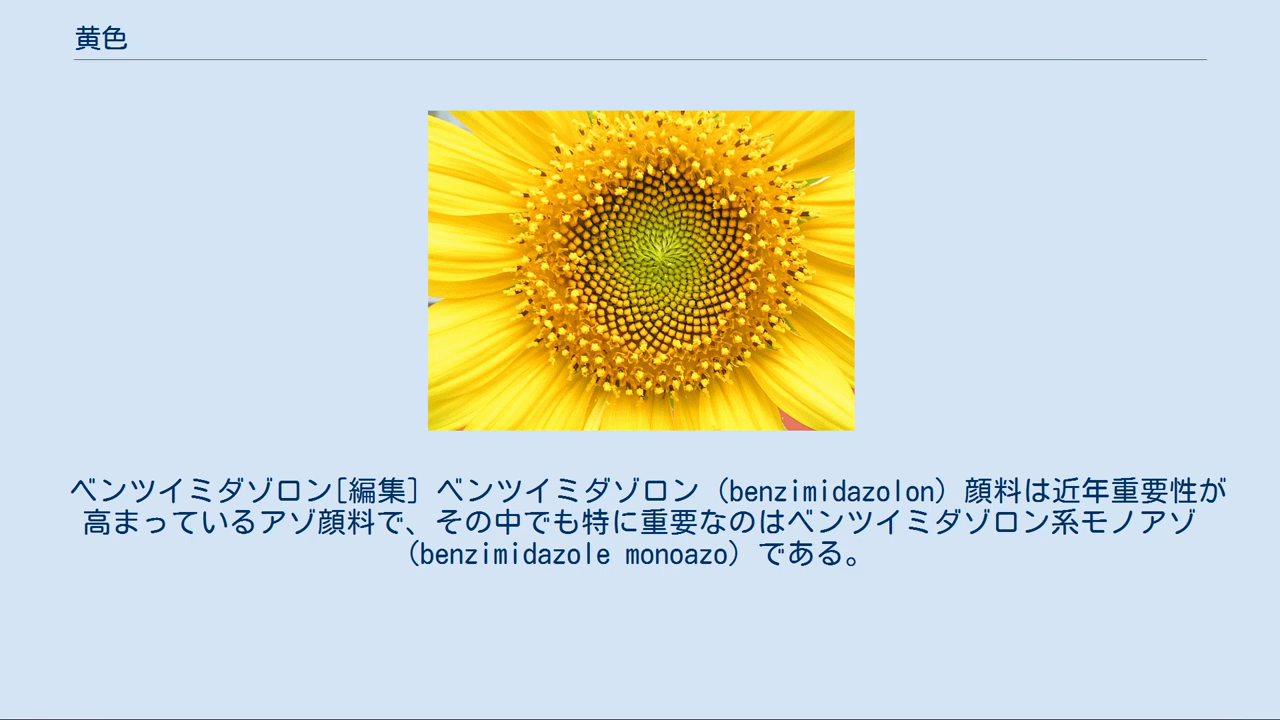 黄色
ベンツイミダゾロン[編集] ベンツイミダゾロン（benzimidazolon）顔料は近年重要性が
高まっているアゾ顔料で、その中でも特に重要なのはベンツイミダゾロン系モノアゾ
（benzimidazole monoazo）である。